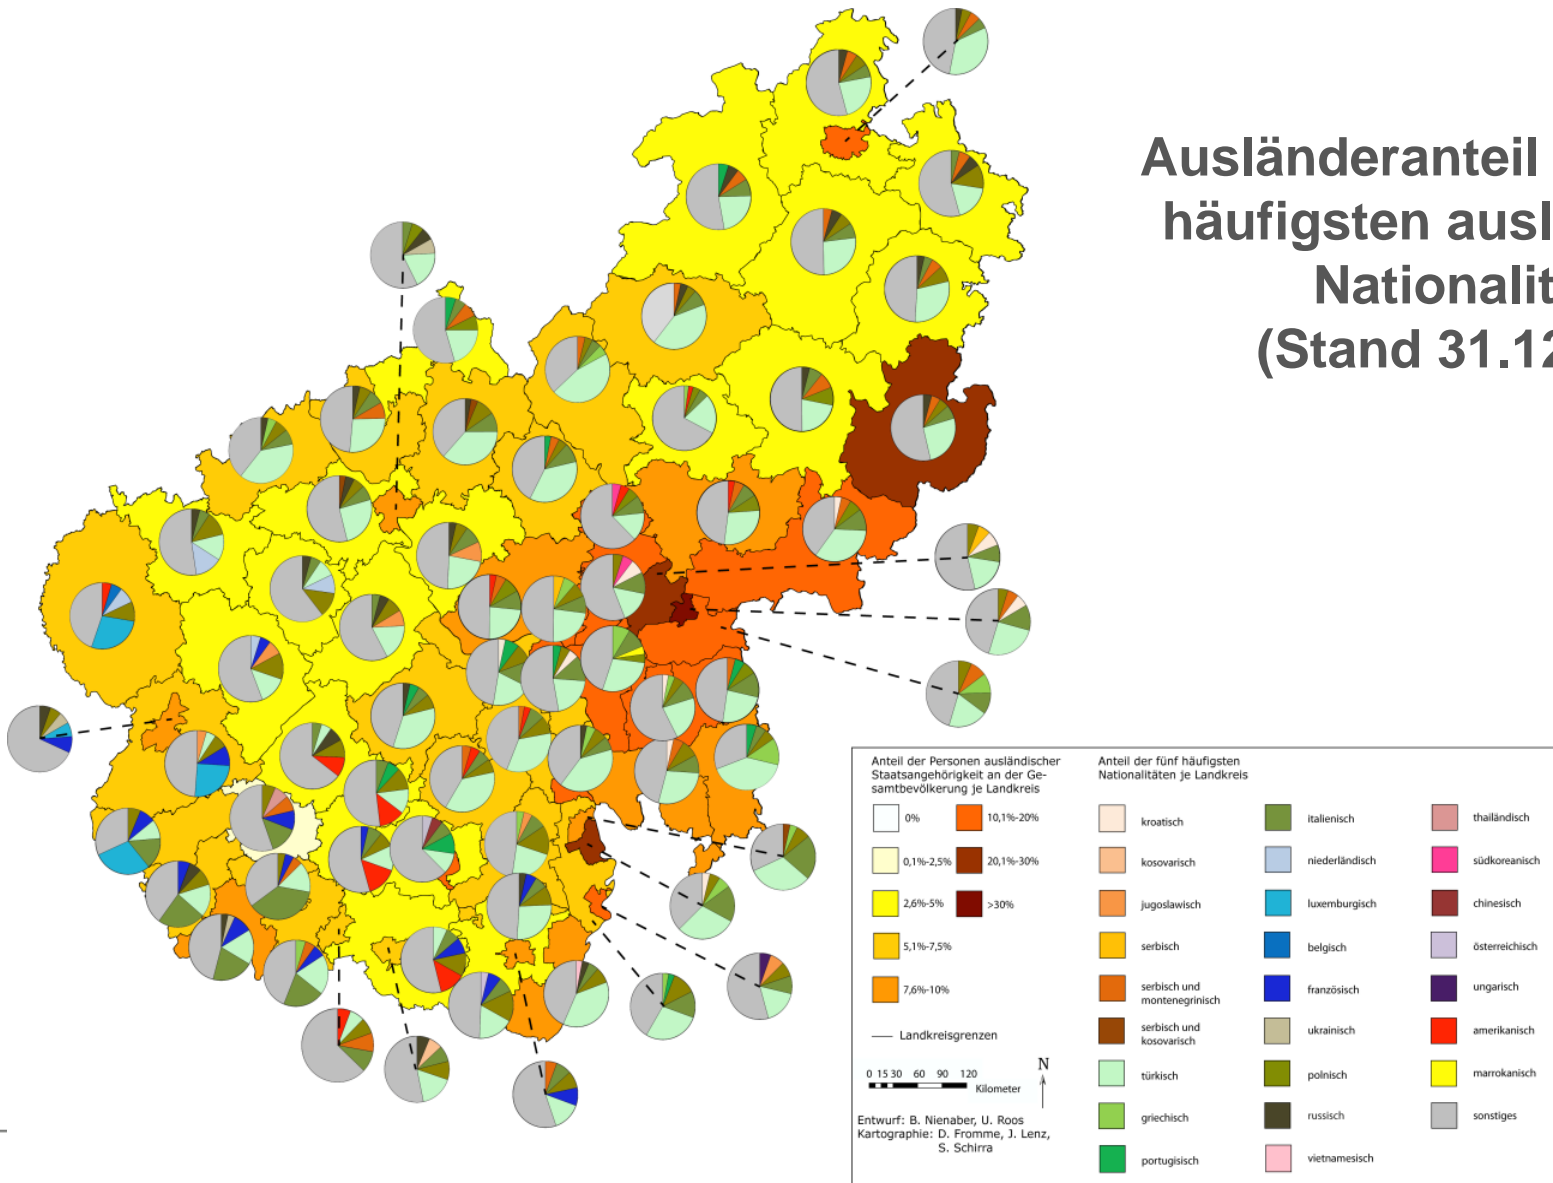 Ausländeranteil
häufigsten ausl
Nationalit
(Stand 31.12
Anteil der Personen ausländischer
Staatsangehörigkeit an der Ge-
samtbevölkerung je Landkreis
0%
0,1%-2,5%
2,6%-5%
5,1%-7,5%
7,6%-10%
10,1%-20%
20,1%-30%
>30%
Landkreisgrenzen
0 15 30 60 90 120
Kilometer
N
Entwurf: B. Nienaber, U. Roos
Kartographie: D. Fromme, J. Lenz,
S. Schirra
Anteil der fünf häufigsten
Nationalitäten je Landkreis
kroatisch
kosovarisch
jugoslawisch
serbisch
serbisch und
montenegrinisch
serbisch und
kosovarisch
türkisch
griechisch
portugisisch
italienisch
niederländisch
luxemburgisch
belgisch
französisch
ukrainisch
polnisch
russisch
vietnamesisch
thailändisch
südkoreanisch
chinesisch
österreichisch
ungarisch
amerikanisch
marrokanisch
sonstiges